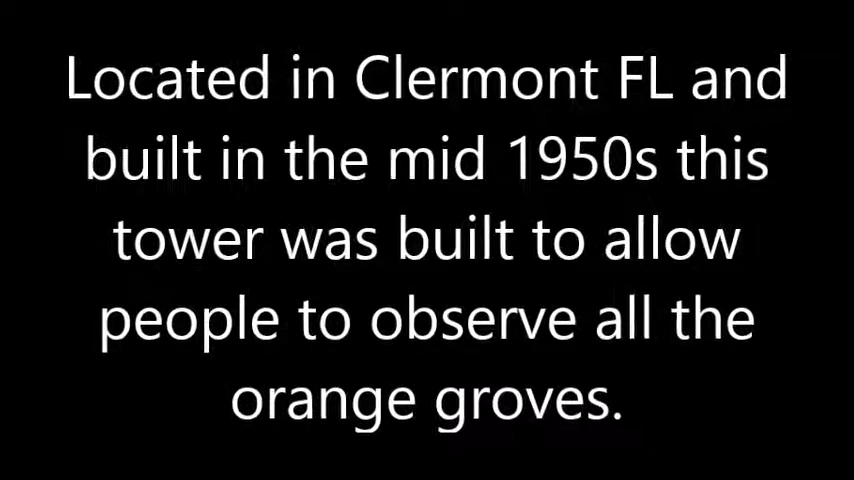 Located in Clermont FL and
built in the mid 1950s this
tower was built to allow
people to observe all the
orange groves.